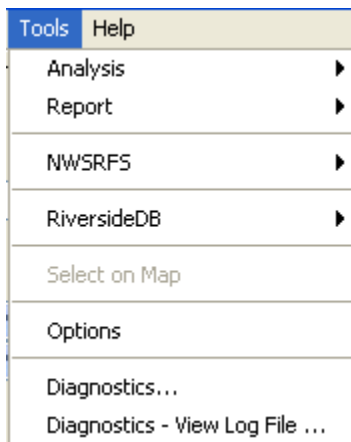 Tools Help
Analysis
Report
NWSRFS
RiversideDB
Select on Map
Options
Diagnostics...
Diagnostics - View Log File ...